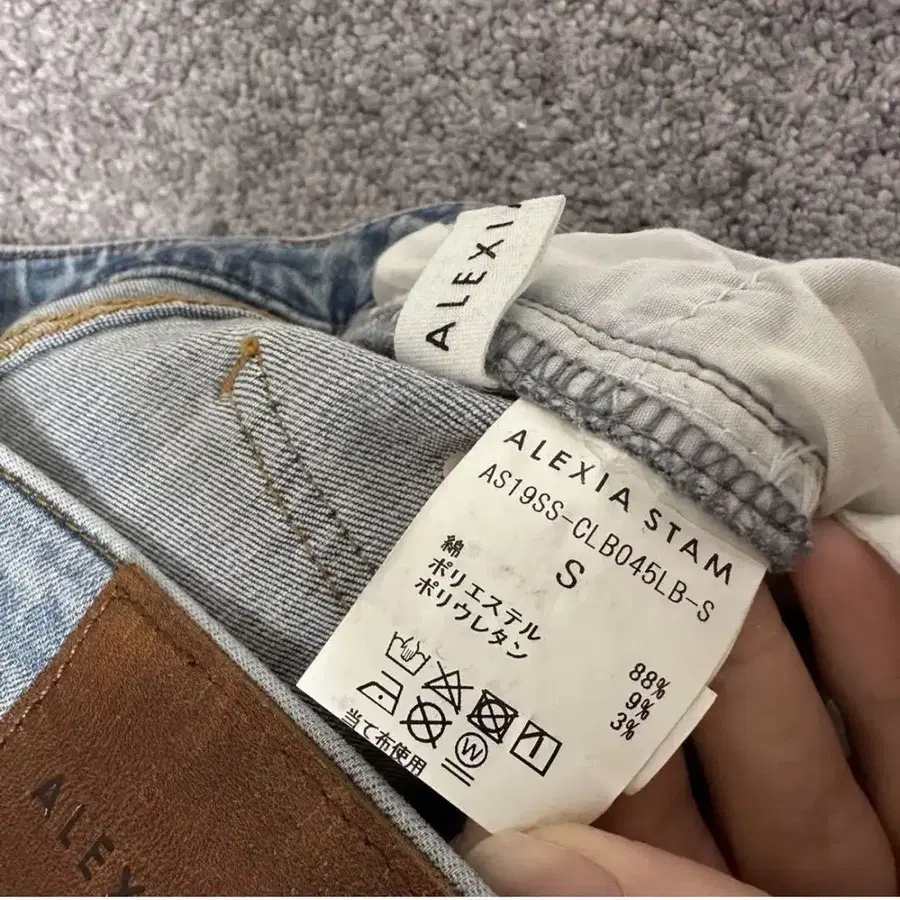 ALEXIA
ALEXIA STAM
AS19SS-CLB045LB-S
S
綿 88%
ポリエステル 9%
ポリウレタン 3%
W
当て布使用
ALEX